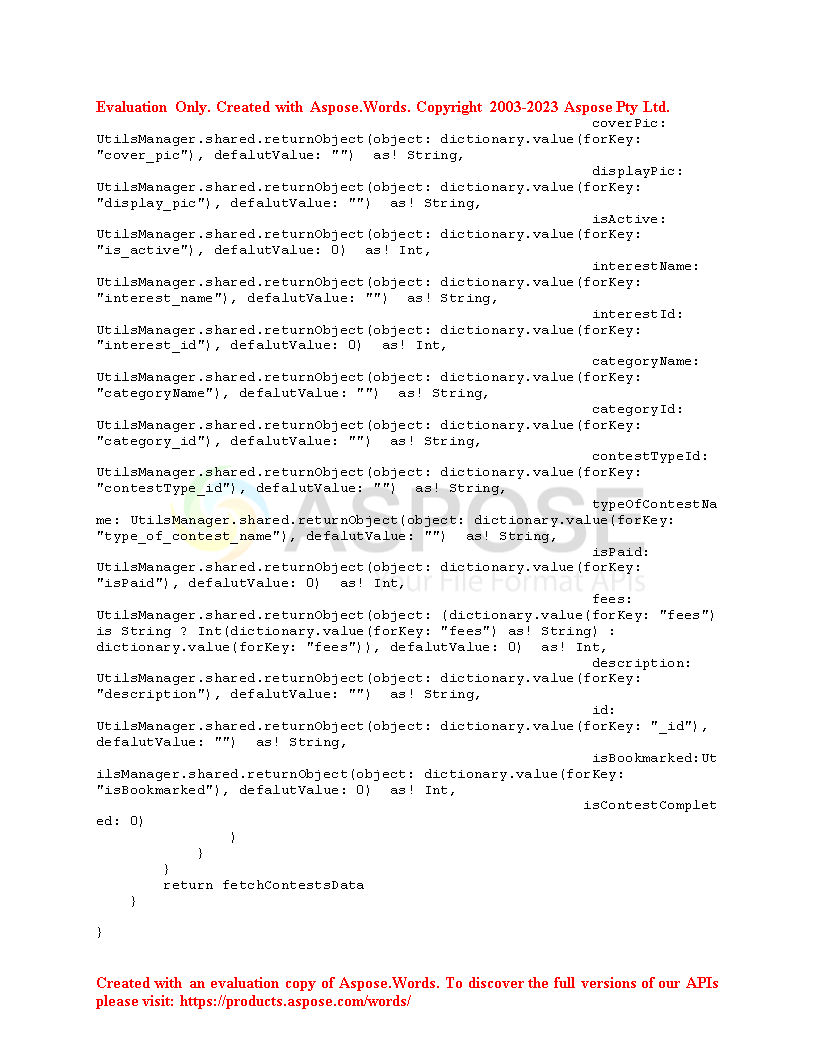 Evaluation Only. Created with Aspose.Words. Copyright 2003-2023 Aspose Pty Ltd.
coverPic:
UtilsManager.shared.returnObject(object: dictionary.value(forKey:
"cover_pic"), defalutValue: "")  as! String,
displayPic:
UtilsManager.shared.returnObject(object: dictionary.value(forKey:
"display_pic"), defalutValue: "")  as! String,
isActive:
UtilsManager.shared.returnObject(object: dictionary.value(forKey:
"is_active"), defalutValue: 0)  as! Int,
interestName:
UtilsManager.shared.returnObject(object: dictionary.value(forKey:
"interest_name"), defalutValue: "")  as! String,
interestId:
UtilsManager.shared.returnObject(object: dictionary.value(forKey:
"interest_id"), defalutValue: 0)  as! Int,
categoryName:
UtilsManager.shared.returnObject(object: dictionary.value(forKey:
"categoryName"), defalutValue: "")  as! String,
categoryId:
UtilsManager.shared.returnObject(object: dictionary.value(forKey:
"category_id"), defalutValue: "")  as! String,
contestTypeId:
UtilsManager.shared.returnObject(object: dictionary.value(forKey:
"contestType_id"), defalutValue: "")  as! String,
typeOfContestNa
me: UtilsManager.shared.returnObject(object: dictionary.value(forKey:
"type_of_contest_name"), defalutValue: "")  as! String,
ASPOSE
isPaid:
UtilsManager.shared.returnObject(object: dictionary.value(forKey:
"isPaid"), defalutValue: 0)  as! Int,
Your File Format APIs
fees:
UtilsManager.shared.returnObject(object: (dictionary.value(forKey: "fees")
is String ? Int(dictionary.value(forKey: "fees") as! String) :
dictionary.value(forKey: "fees")), defalutValue: 0)  as! Int,
description:
UtilsManager.shared.returnObject(object: dictionary.value(forKey:
"description"), defalutValue: "")  as! String,
id:
UtilsManager.shared.returnObject(object: dictionary.value(forKey: "_id"),
defalutValue: "")  as! String,
isBookmarked:Ut
ilsManager.shared.returnObject(object: dictionary.value(forKey:
"isBookmarked"), defalutValue: 0)  as! Int,
isContestComplet
ed: 0)
)
}
}
return fetchContestsData
}
}
Created with an evaluation copy of Aspose.Words. To discover the full versions of our APIs
please visit: https://products.aspose.com/words/